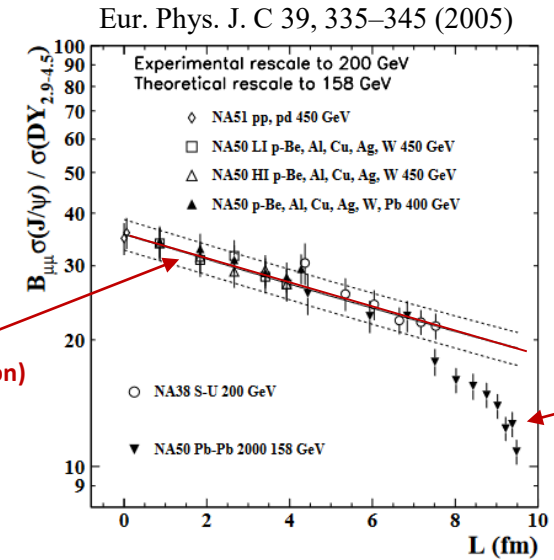 Eur. Phys. J. C 39, 335–345 (2005)
B_μμ σ(J/ψ) / σ(DY_2.9-4.5)
100
90
80
70
60
50
40
30
20
10
9
Experimental rescale to 200 GeV
Theoretical rescale to 158 GeV
NA51 pp, pd 450 GeV
NA50 LI p-Be, Al, Cu, Ag, W 450 GeV
NA50 HI p-Be, Al, Cu, Ag, W 450 GeV
NA50 p-Be, Al, Cu, Ag, W, Pb 400 GeV
on)
NA38 S-U 200 GeV
NA50 Pb-Pb 2000 158 GeV
0 2 4 6 8 10
L (fm)